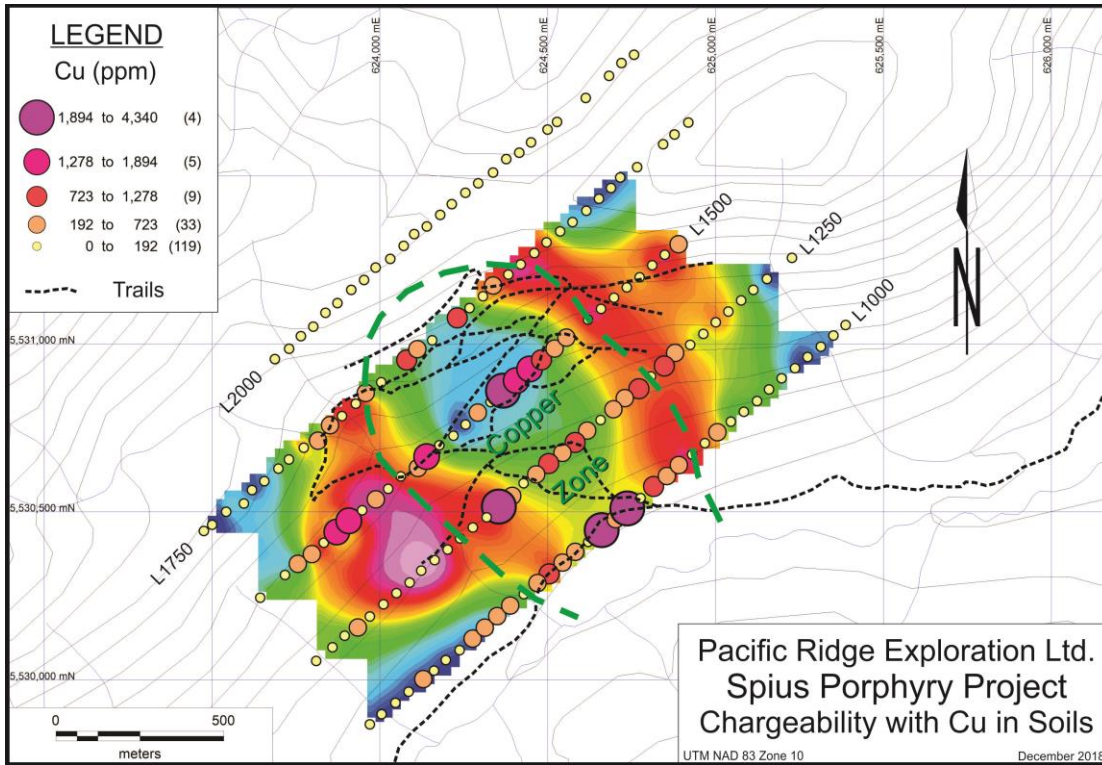 LEGEND
Cu (ppm)
1,894 to 4,340 (4)
1,278 to 1,894 (5)
723 to 1,278 (9)
192 to 723 (33)
0 to 192 (119)
Trails
624,000 mE
624,500 mE
625,000 mE
625,500 mE
626,000 mE
5,531,000 mN
5,530,500 mN
5,530,000 mN
L2000
L1750
L1500
L1250
L1000
Copper
Zone
N
0 500
meters
Pacific Ridge Exploration Ltd.
Spius Porphyry Project
Chargeability with Cu in Soils
UTM NAD 83 Zone 10 December 2018